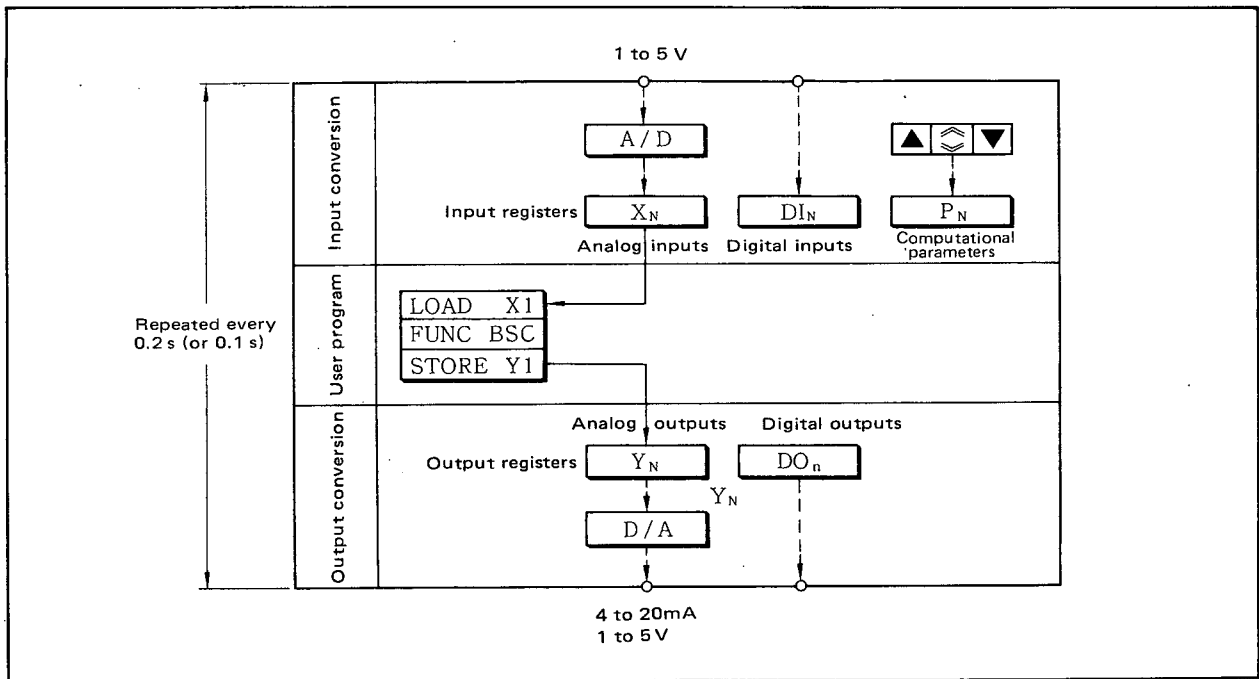 1 to 5 V
Input conversion
A / D
Input registers
X_N
DI_N
P_N
Analog inputs
Digital inputs
Computational
parameters
Repeated every
0.2 s (or 0.1 s)
User program
LOAD X1
FUNC BSC
STORE Y1
Output conversion
Analog outputs
Digital outputs
Output registers
Y_N
DO_n
Y_N
D / A
4 to 20mA
1 to 5 V